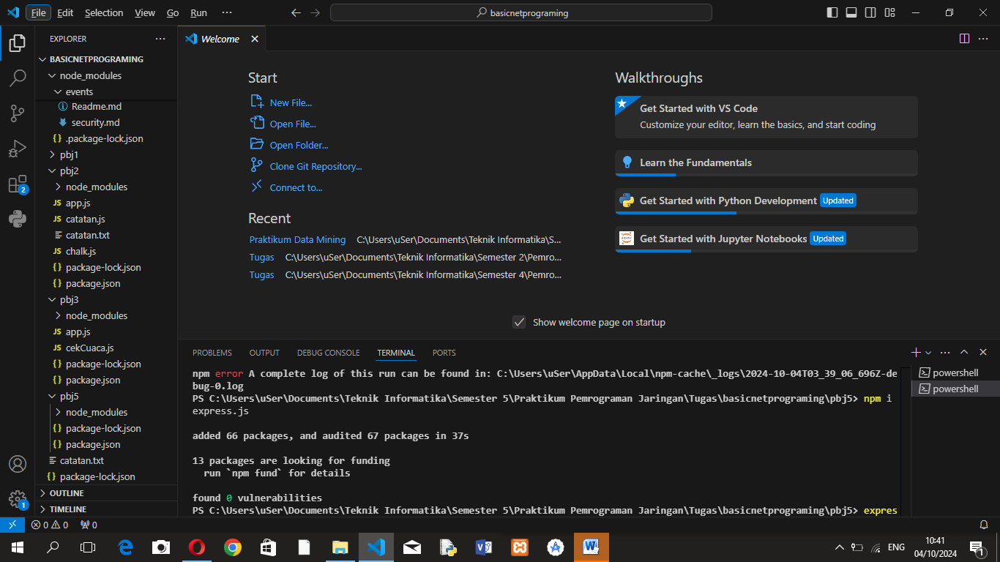 File Edit Selection View Go Run ···
basicnetprograming
EXPLORER ···
BASICNETPROGRAMING
node_modules
events
Readme.md
security.md
{ } .package-lock.json
pbj1
pbj2
node_modules
JS app.js
JS catatan.js
catatan.txt
JS chalk.js
{ } package-lock.json
{ } package.json
pbj3
node_modules
JS app.js
JS cekCuaca.js
{ } package-lock.json
{ } package.json
pbj5
node_modules
{ } package-lock.json
{ } package.json
catatan.txt
{ } package-lock.json
OUTLINE
TIMELINE
2
1
Welcome
Start
New File...
Open File...
Open Folder...
Clone Git Repository...
Connect to...
Recent
Praktikum Data Mining C:\Users\uSer\Documents\Teknik Informatika\S...
Tugas C:\Users\uSer\Documents\Teknik Informatika\Semester 2\Pemro...
Tugas C:\Users\uSer\Documents\Teknik Informatika\Semester 4\Pemro...
Walkthroughs
Get Started with VS Code
Customize your editor, learn the basics, and start coding
Learn the Fundamentals
Get Started with Python Development Updated
Get Started with Jupyter Notebooks Updated
Show welcome page on startup
PROBLEMS OUTPUT DEBUG CONSOLE TERMINAL PORTS
npm error A complete log of this run can be found in: C:\Users\uSer\AppData\Local\npm-cache\_logs\2024-10-04T03_39_06_696Z-de
bug-0.log
PS C:\Users\uSer\Documents\Teknik Informatika\Semester 5\Praktikum Pemrograman Jaringan\Tugas\basicnetprograming\pbj5> npm i
express.js
added 66 packages, and audited 67 packages in 37s
13 packages are looking for funding
run `npm fund` for details
found 0 vulnerabilities
PS C:\Users\uSer\Documents\Teknik Informatika\Semester 5\Praktikum Pemrograman Jaringan\Tugas\basicnetprograming\pbj5> expres
powershell
powershell
0 0 0
ENG
10:41
04/10/2024
1